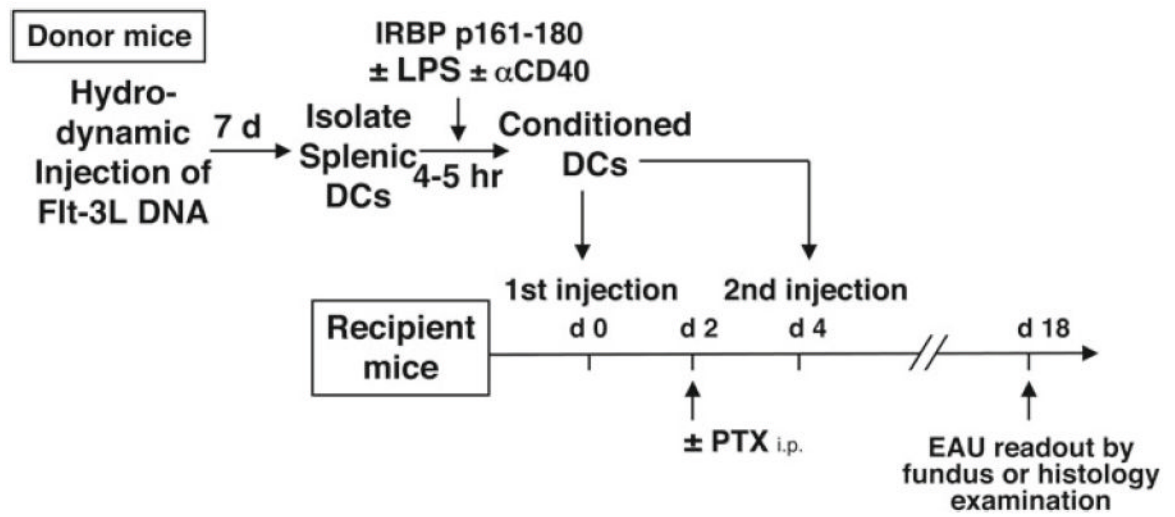 Donor mice
Hydro-
dynamic
Injection of
Flt-3L DNA
7 d
Isolate
Splenic
DCs
IRBP p161-180
± LPS ± αCD40
4-5 hr
Conditioned
DCs
1st injection
2nd injection
Recipient
mice
d 0
d 2
d 4
d 18
± PTX i.p.
EAU readout by
fundus or histology
examination